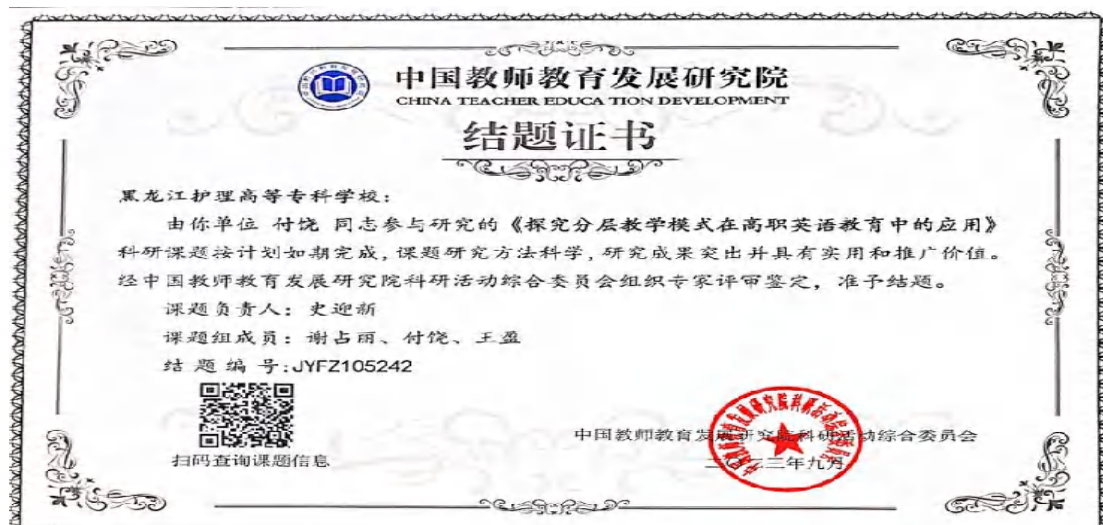 中国教师教育发展研究院
CHINA TEACHER EDUCA TION DEVELOPMENT
结题证书
黑龙江护理高等专科学校:
由你单位 付饶 同志参与研究的《探究分层教学模式在高职英语教育中的应用》
科研课题按计划如期完成,课题研究方法科学,研究成果突出并具有实用和推广价值。
经中国教师教育发展研究院科研活动综合委员会组织专家评审鉴定,准予结题。
课题负责人:史迎新
课题组成员:谢占丽、付饶、王盈
结 题 编 号:JYFZ105242
扫码查询课题信息
中国教师教育发展研究院科研活动综合委员会
二〇二三年九月